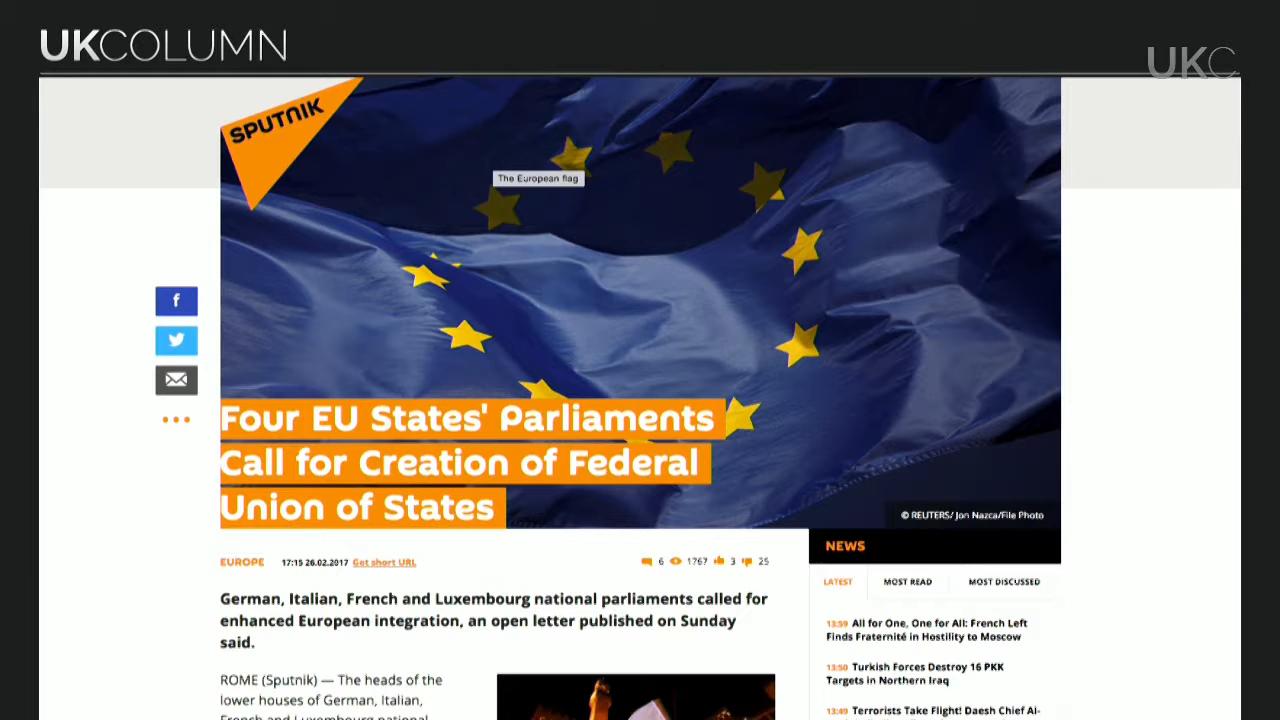 UKCOLUMN
UKC
SPUTNIK
The European flag
f
Four EU States' Parliaments
Call for Creation of Federal
Union of States
© REUTERS/ Jon Nazca/File Photo
EUROPE 17:15 26.02.2017 Get short URL
6 1767 3 25
German, Italian, French and Luxembourg national parliaments called for
enhanced European integration, an open letter published on Sunday
said.
ROME (Sputnik) — The heads of the
lower houses of German, Italian,
French and Luxembourg national
NEWS
LATEST MOST READ MOST DISCUSSED
13:59 All for One, One for All: French Left
Finds Fraternité in Hostility to Moscow
13:50 Turkish Forces Destroy 16 PKK
Targets in Northern Iraq
13:49 Terrorists Take Flight! Daesh Chief Al-